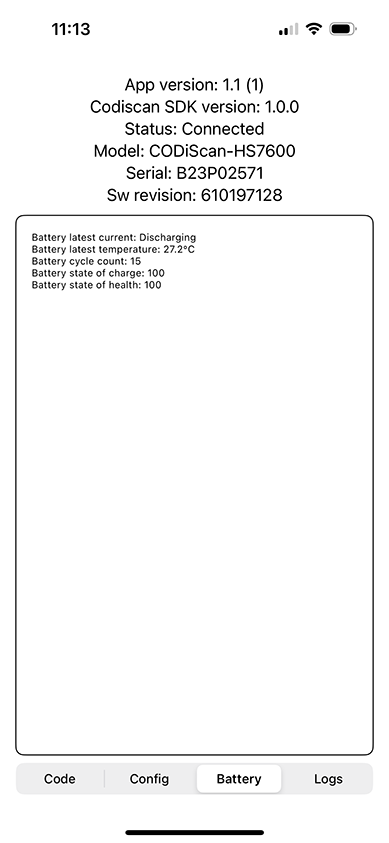 11:13
App version: 1.1 (1)
Codiscan SDK version: 1.0.0
Status: Connected
Model: CODiScan-HS7600
Serial: B23P02571
Sw revision: 610197128
Battery latest current: Discharging
Battery latest temperature: 27.2°C
Battery cycle count: 15
Battery state of charge: 100
Battery state of health: 100
Code Config Battery Logs